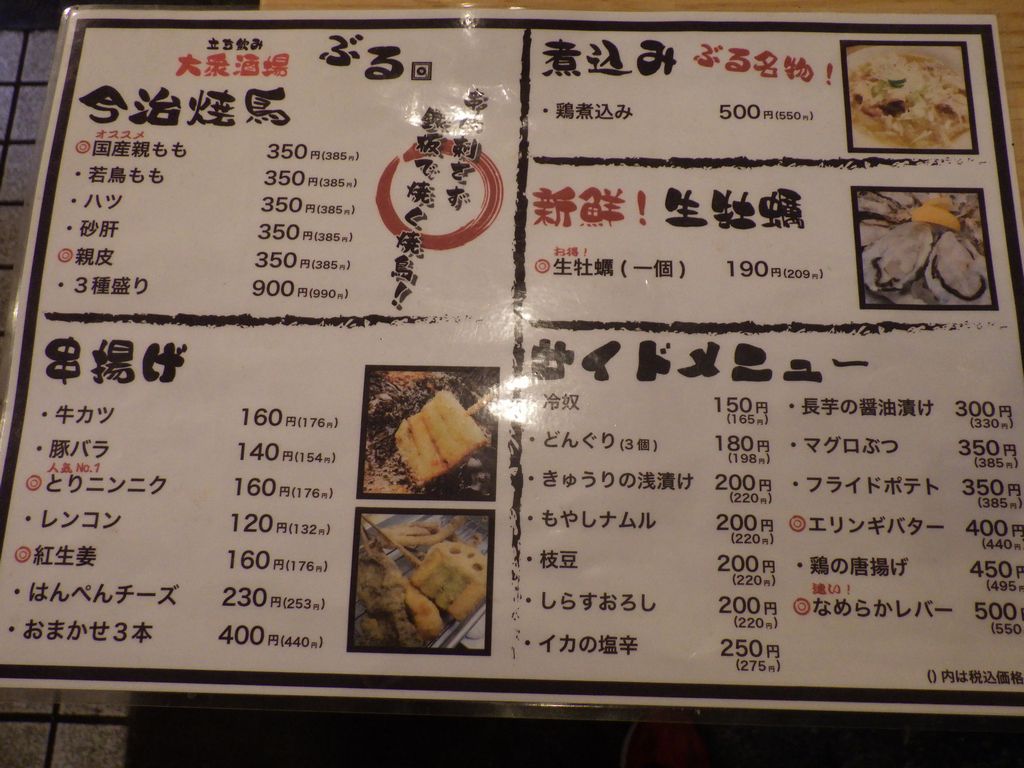 立ち飲み
大衆酒場 ぶる回
今治焼鳥
串に刺さず
鉄板で焼く焼鳥!!
オススメ
◎国産親もも 350円(385円)
・若鳥もも 350円(385円)
・ハツ 350円(385円)
・砂肝 350円(385円)
◎親皮 350円(385円)
・3種盛り 900円(990円)
串揚げ
・牛カツ 160円(176円)
・豚バラ 140円(154円)
人気No.1
◎とりニンニク 160円(176円)
・レンコン 120円(132円)
◎紅生姜 160円(176円)
・はんぺんチーズ 230円(253円)
・おまかせ3本 400円(440円)
煮込み ぶる名物!
・鶏煮込み 500円(550円)
新鮮!生牡蠣
お得!
◎生牡蠣(一個) 190円(209円)
サイドメニュー
・冷奴 150円(165円)
・どんぐり(3個) 180円(198円)
・きゅうりの浅漬け 200円(220円)
・もやしナムル 200円(220円)
・枝豆 200円(220円)
・しらすおろし 200円(220円)
・イカの塩辛 250円(275円)
・長芋の醤油漬け 300円(330円)
・マグロぶつ 350円(385円)
・フライドポテト 350円(385円)
◎エリンギバター 400円(440円
・鶏の唐揚げ 450円(495円
速い!
◎なめらかレバー 500円(550
()内は税込価格